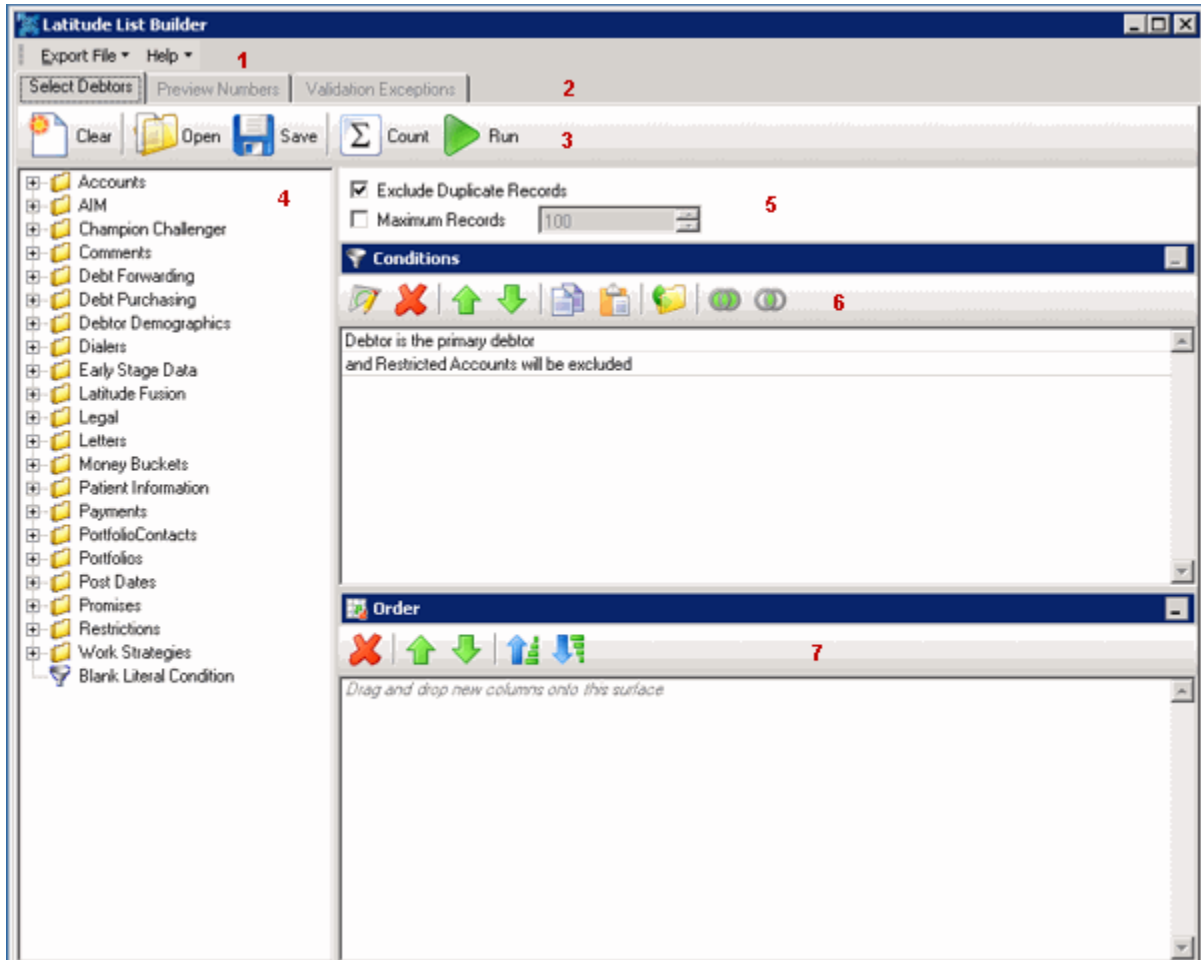 Latitude List Builder
Export File Help 1
Select Debtors Preview Numbers Validation Exceptions 2
Clear Open Save Σ Count Run 3
Accounts
AIM
Champion Challenger
Comments
Debt Forwarding
Debt Purchasing
Debtor Demographics
Dialers
Early Stage Data
Latitude Fusion
Legal
Letters
Money Buckets
Patient Information
Payments
PortfolioContacts
Portfolios
Post Dates
Promises
Restrictions
Work Strategies
Blank Literal Condition
4
Exclude Duplicate Records
Maximum Records 100
5
Conditions
6
Debtor is the primary debtor
and Restricted Accounts will be excluded
Order
7
Drag and drop new columns onto this surface